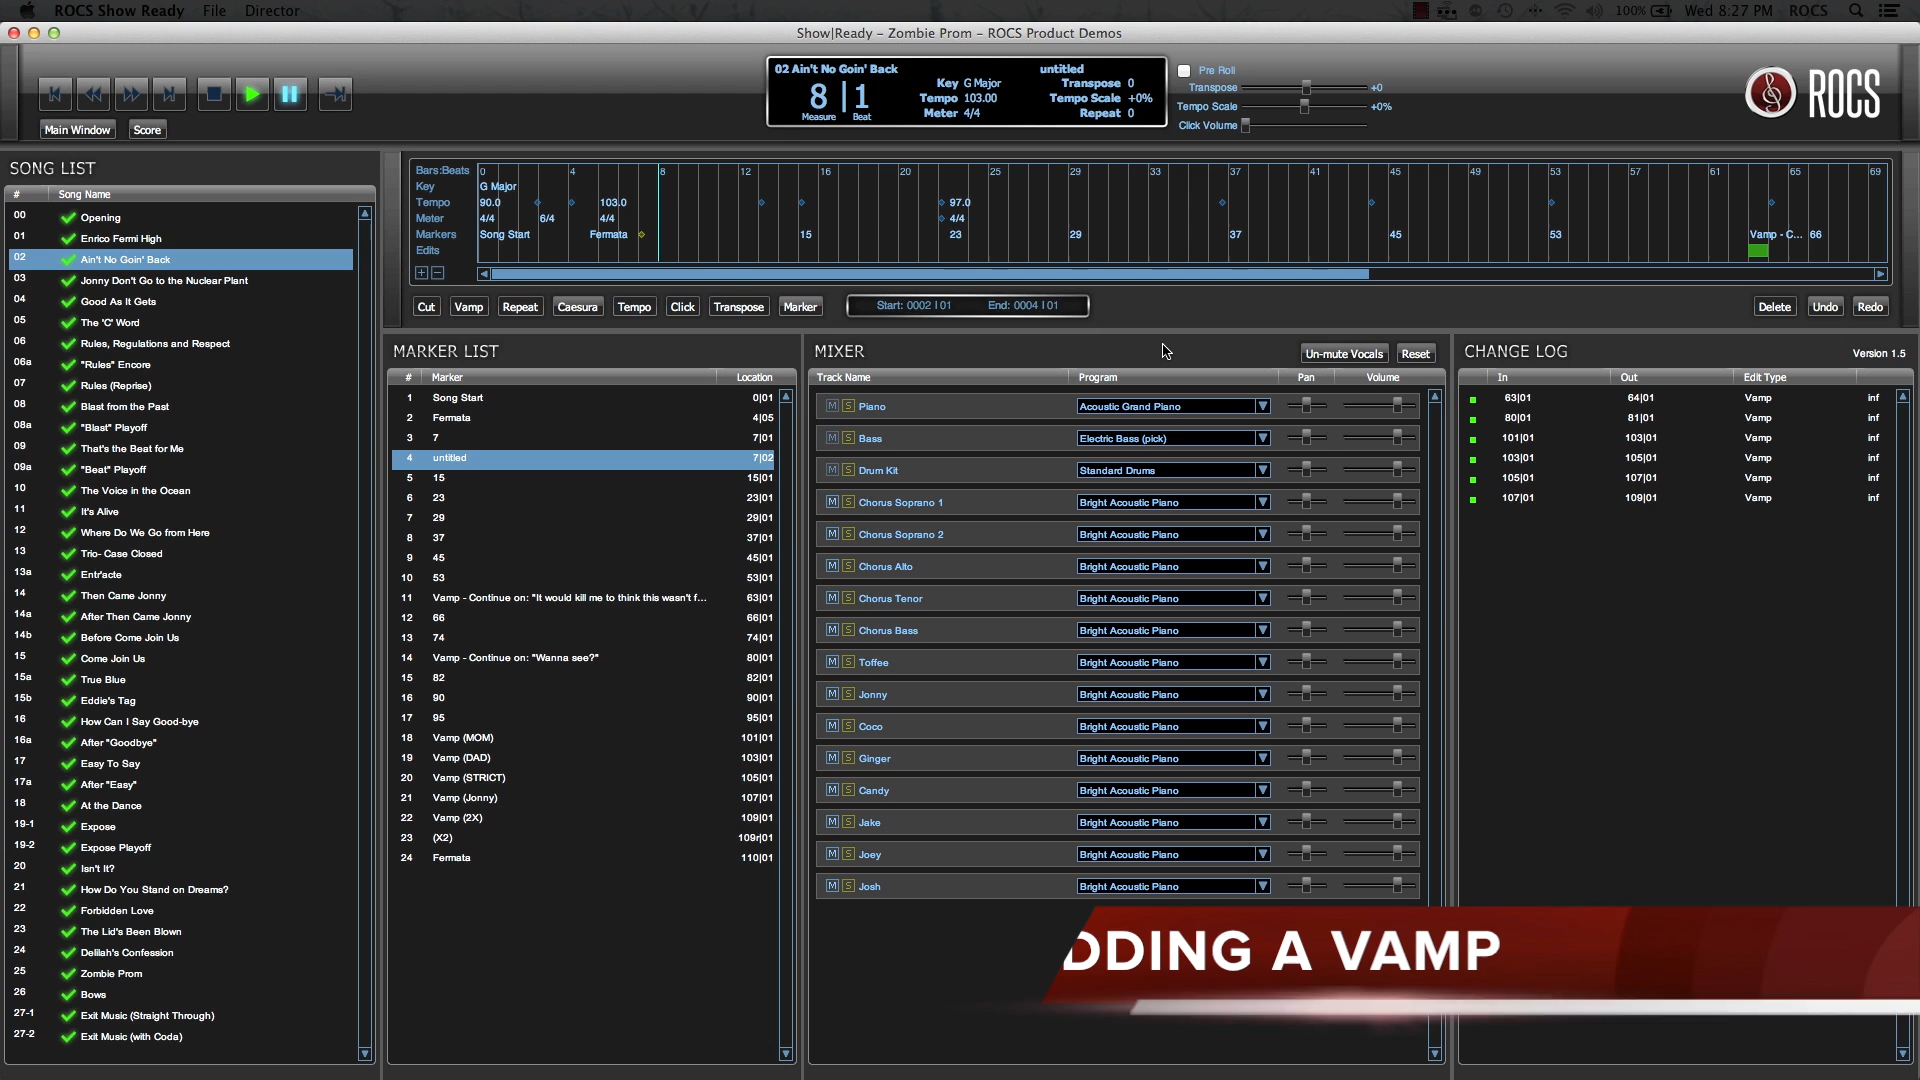 ROCS Show Ready File Director
100% Wed 8:27 PM ROCS
Show|Ready - Zombie Prom - ROCS Product Demos
Main Window Score
02 Ain't No Goin' Back untitled
8|1
Measure Beat
Key G Major
Tempo 103.00
Meter 4/4
Transpose 0
Tempo Scale +0%
Repeat 0
Pre Roll
Transpose +0
Tempo Scale +0%
Click Volume
ROCS
SONG LIST
# Song Name
00 Opening
01 Enrico Fermi High
02 Ain't No Goin' Back
03 Jonny Don't Go to the Nuclear Plant
04 Good As It Gets
05 The 'C' Word
06 Rules, Regulations and Respect
06a "Rules" Encore
07 Rules (Reprise)
08 Blast from the Past
08a "Blast" Playoff
09 That's the Beat for Me
09a "Beat" Playoff
10 The Voice in the Ocean
11 It's Alive
12 Where Do We Go from Here
13 Trio- Case Closed
13a Entr'acte
14 Then Came Jonny
14a After Then Came Jonny
14b Before Come Join Us
15 Come Join Us
15a True Blue
15b Eddie's Tag
16 How Can I Say Good-bye
16a After "Goodbye"
17 Easy To Say
17a After "Easy"
18 At the Dance
19-1 Expose
19-2 Expose Playoff
20 Isn't It?
21 How Do You Stand on Dreams?
22 Forbidden Love
23 The Lid's Been Blown
24 Delilah's Confession
25 Zombie Prom
26 Bows
27-1 Exit Music (Straight Through)
27-2 Exit Music (with Coda)
Bars:Beats 0 4 8 12 16 20 25 29 33 37 41 45 49 53 57 61 65 69
Key G Major
Tempo 90.0 103.0 97.0
Meter 4/4 6/4 4/4 4/4
Markers Song Start Fermata 15 23 29 37 45 53 Vamp - C... 66
Edits
Cut Vamp Repeat Caesura Tempo Click Transpose Marker Start: 0002 | 01 End: 0004 | 01 Delete Undo Redo
MARKER LIST
# Marker Location
1 Song Start 0|01
2 Fermata 4|05
3 7 7|01
4 untitled 7|02
5 15 15|01
6 23 23|01
7 29 29|01
8 37 37|01
9 45 45|01
10 53 53|01
11 Vamp - Continue on: "It would kill me to think this wasn't f... 63|01
12 66 66|01
13 74 74|01
14 Vamp - Continue on: "Wanna see?" 80|01
15 82 82|01
16 90 90|01
17 95 95|01
18 Vamp (MOM) 101|01
19 Vamp (DAD) 103|01
20 Vamp (STRICT) 105|01
21 Vamp (Jonny) 107|01
22 Vamp (2X) 109|01
23 (X2) 109r|01
24 Fermata 110|01
MIXER Un-mute Vocals Reset
Track Name Program Pan Volume
M S Piano Acoustic Grand Piano
M S Bass Electric Bass (pick)
M S Drum Kit Standard Drums
M S Chorus Soprano 1 Bright Acoustic Piano
M S Chorus Soprano 2 Bright Acoustic Piano
M S Chorus Alto Bright Acoustic Piano
M S Chorus Tenor Bright Acoustic Piano
M S Chorus Bass Bright Acoustic Piano
M S Toffee Bright Acoustic Piano
M S Jonny Bright Acoustic Piano
M S Coco Bright Acoustic Piano
M S Ginger Bright Acoustic Piano
M S Candy Bright Acoustic Piano
M S Jake Bright Acoustic Piano
M S Joey Bright Acoustic Piano
M S Josh Bright Acoustic Piano
CHANGE LOG Version 1.5
In Out Edit Type
63|01 64|01 Vamp inf
80|01 81|01 Vamp inf
101|01 103|01 Vamp inf
103|01 105|01 Vamp inf
105|01 107|01 Vamp inf
107|01 109|01 Vamp inf
DDING A VAMP